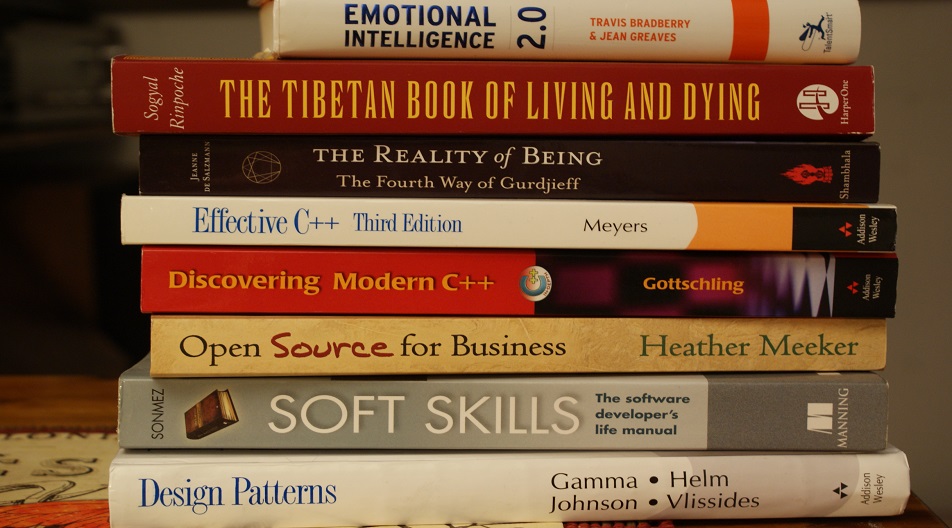 EMOTIONAL
INTELLIGENCE
2.0
TRAVIS BRADBERRY
& JEAN GREAVES
TalentSmart
Sogyal
Rinpoche
THE TIBETAN BOOK OF LIVING AND DYING
HarperOne
JEANNE
DE SALZMANN
THE REALITY of BEING
The Fourth Way of Gurdjieff
Shambhala
Effective C++ Third Edition
Meyers
Addison
Wesley
Discovering Modern C++
Gottschling
Addison
Wesley
Open Source for Business
Heather Meeker
SONMEZ
SOFT SKILLS
The software
developer's
life manual
MANNING
Design Patterns
Gamma • Helm
Johnson • Vlissides
Addison
Wesley